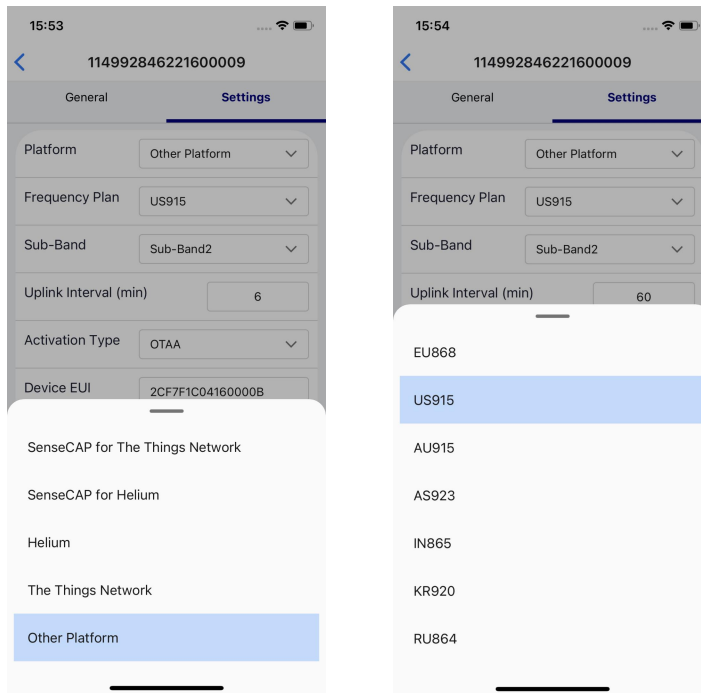 15:53
114992846221600009
General Settings
Platform Other Platform
Frequency Plan US915
Sub-Band Sub-Band2
Uplink Interval (min) 6
Activation Type OTAA
Device EUI 2CF7F1C04160000B
SenseCAP for The Things Network
SenseCAP for Helium
Helium
The Things Network
Other Platform
15:54
114992846221600009
General Settings
Platform Other Platform
Frequency Plan US915
Sub-Band Sub-Band2
Uplink Interval (min) 60
EU868
US915
AU915
AS923
IN865
KR920
RU864